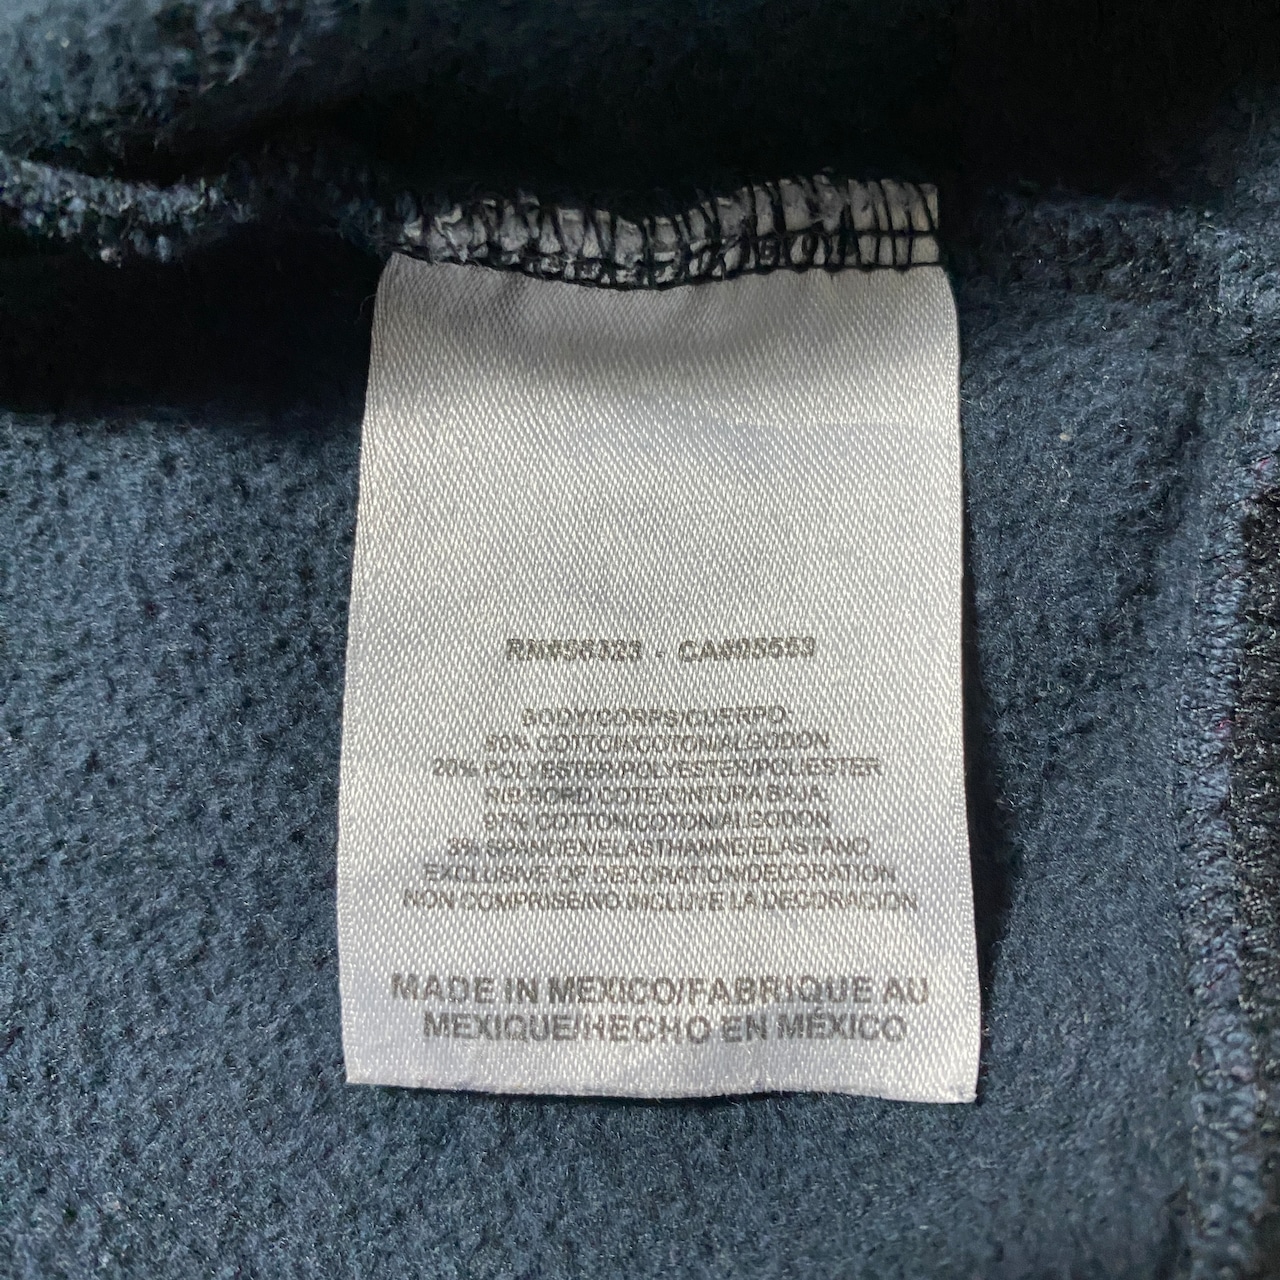 RN#56323 - CA#05553
BODY/CORPS/CUERPO:
80% COTTON/COTON/ALGODON
20% POLYESTER/POLYESTER/POLIESTER
RIB/BORD COTE/CINTURA BAJA
97% COTTON/COTON/ALGODON
3% SPANDEX/ELASTHANNE/ELASTANO
EXCLUSIVE OF DECORATION/DECORATION
NON COMPRISE/NO INCLUYE LA DECORACION
MADE IN MEXICO/FABRIQUE AU
MEXIQUE/HECHO EN MÉXICO